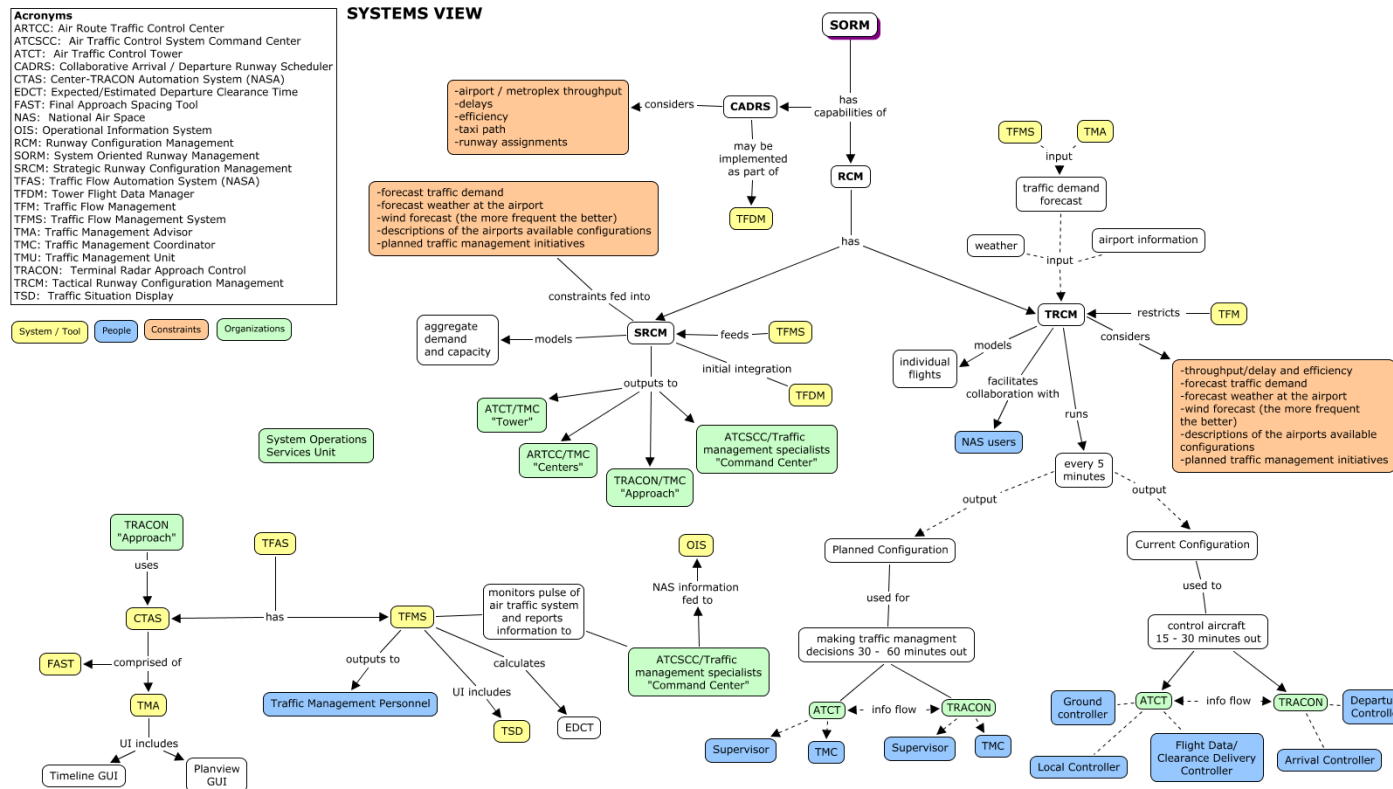 SYSTEMS VIEW
Acronyms
ARTCC: Air Route Traffic Control Center
ATCSCC:  Air Traffic Control System Command Center
ATCT: Air Traffic Control Tower
CADRS: Collaborative Arrival / Departure Runway Scheduler
CTAS: Center-TRACON Automation System (NASA)
EDCT: Expected/Estimated Departure Clearance Time
FAST: Final Approach Spacing Tool
NAS:  National Air Space
OIS: Operational Information System
RCM: Runway Configuration Management
SORM: System Oriented Runway Management
SRCM: Strategic Runway Configuration Management
TFAS: Traffic Flow Automation System (NASA)
TFDM: Tower Flight Data Manager
TFM: Traffic Flow Management
TFMS: Traffic Flow Management System
TMA: Traffic Management Advisor
TMC: Traffic Management Coordinator
TMU: Traffic Management Unit
TRACON:  Terminal Radar Approach Control
TRCM: Tactical Runway Configuration Management
TSD:  Traffic Situation Display
System / Tool
People
Constraints
Organizations
SORM
has
capabilities of
CADRS
considers
-airport / metroplex throughput
-delays
-efficiency
-taxi path
-runway assignments
may be
implemented
as part of
TFDM
RCM
has
TFMS
TMA
input
traffic demand
forecast
weather
airport information
input
-forecast traffic demand
-forecast weather at the airport
-wind forecast (the more frequent the better)
-descriptions of the airports available configurations
-planned traffic management initiatives
constraints fed into
SRCM
models
aggregate
demand
and capacity
feeds
TFMS
initial integration
TFDM
outputs to
ATCT/TMC
"Tower"
ARTCC/TMC
"Centers"
TRACON/TMC
"Approach"
ATCSCC/Traffic
management specialists
"Command Center"
TRCM
restricts
TFM
models
individual
flights
facilitates
collaboration with
NAS users
considers
-throughput/delay and efficiency
-forecast traffic demand
-forecast weather at the airport
-wind forecast (the more frequent
the better)
-descriptions of the airports available
configurations
-planned traffic management initiatives
runs
every 5
minutes
output
output
Planned Configuration
used for
making traffic managment
decisions 30 -  60 minutes out
ATCT
info flow
TRACON
Supervisor
TMC
Supervisor
TMC
Current Configuration
used to
control aircraft
15 - 30 minutes out
ATCT
info flow
TRACON
Ground
controller
Local Controller
Flight Data/
Clearance Delivery
Controller
Arrival Controller
Departur
Controlle
System Operations
Services Unit
TRACON
"Approach"
uses
CTAS
TFAS
has
TFMS
FAST
comprised of
TMA
UI includes
Timeline GUI
Planview
GUI
outputs to
Traffic Management Personnel
UI includes
TSD
calculates
EDCT
monitors pulse of
air traffic system
and reports
information to
ATCSCC/Traffic
management specialists
"Command Center"
NAS information
fed to
OIS